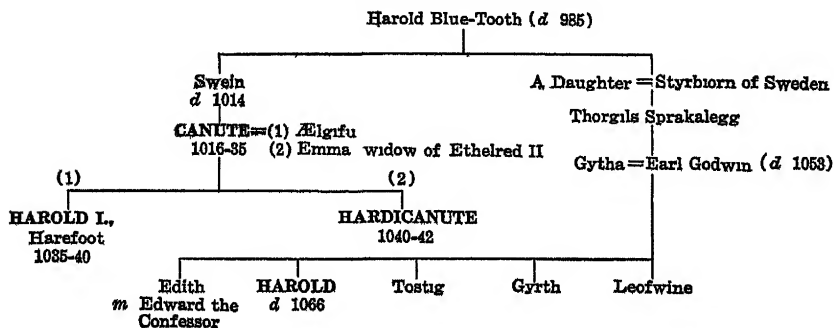 Harold Blue-Tooth (d 985)
Swein
d 1014
A Daughter = Styrbiorn of Sweden
Thorgils Sprakalegg
CANUTE=(1) Ælgifu
1016-35 (2) Emma widow of Ethelred II
Gytha = Earl Godwin (d 1053)
(1) (2)
HAROLD I.,
Harefoot
1035-40
HARDICANUTE
1040-42
Edith
m Edward the
Confessor
HAROLD
d 1066
Tostig
Gyrth
Leofwine